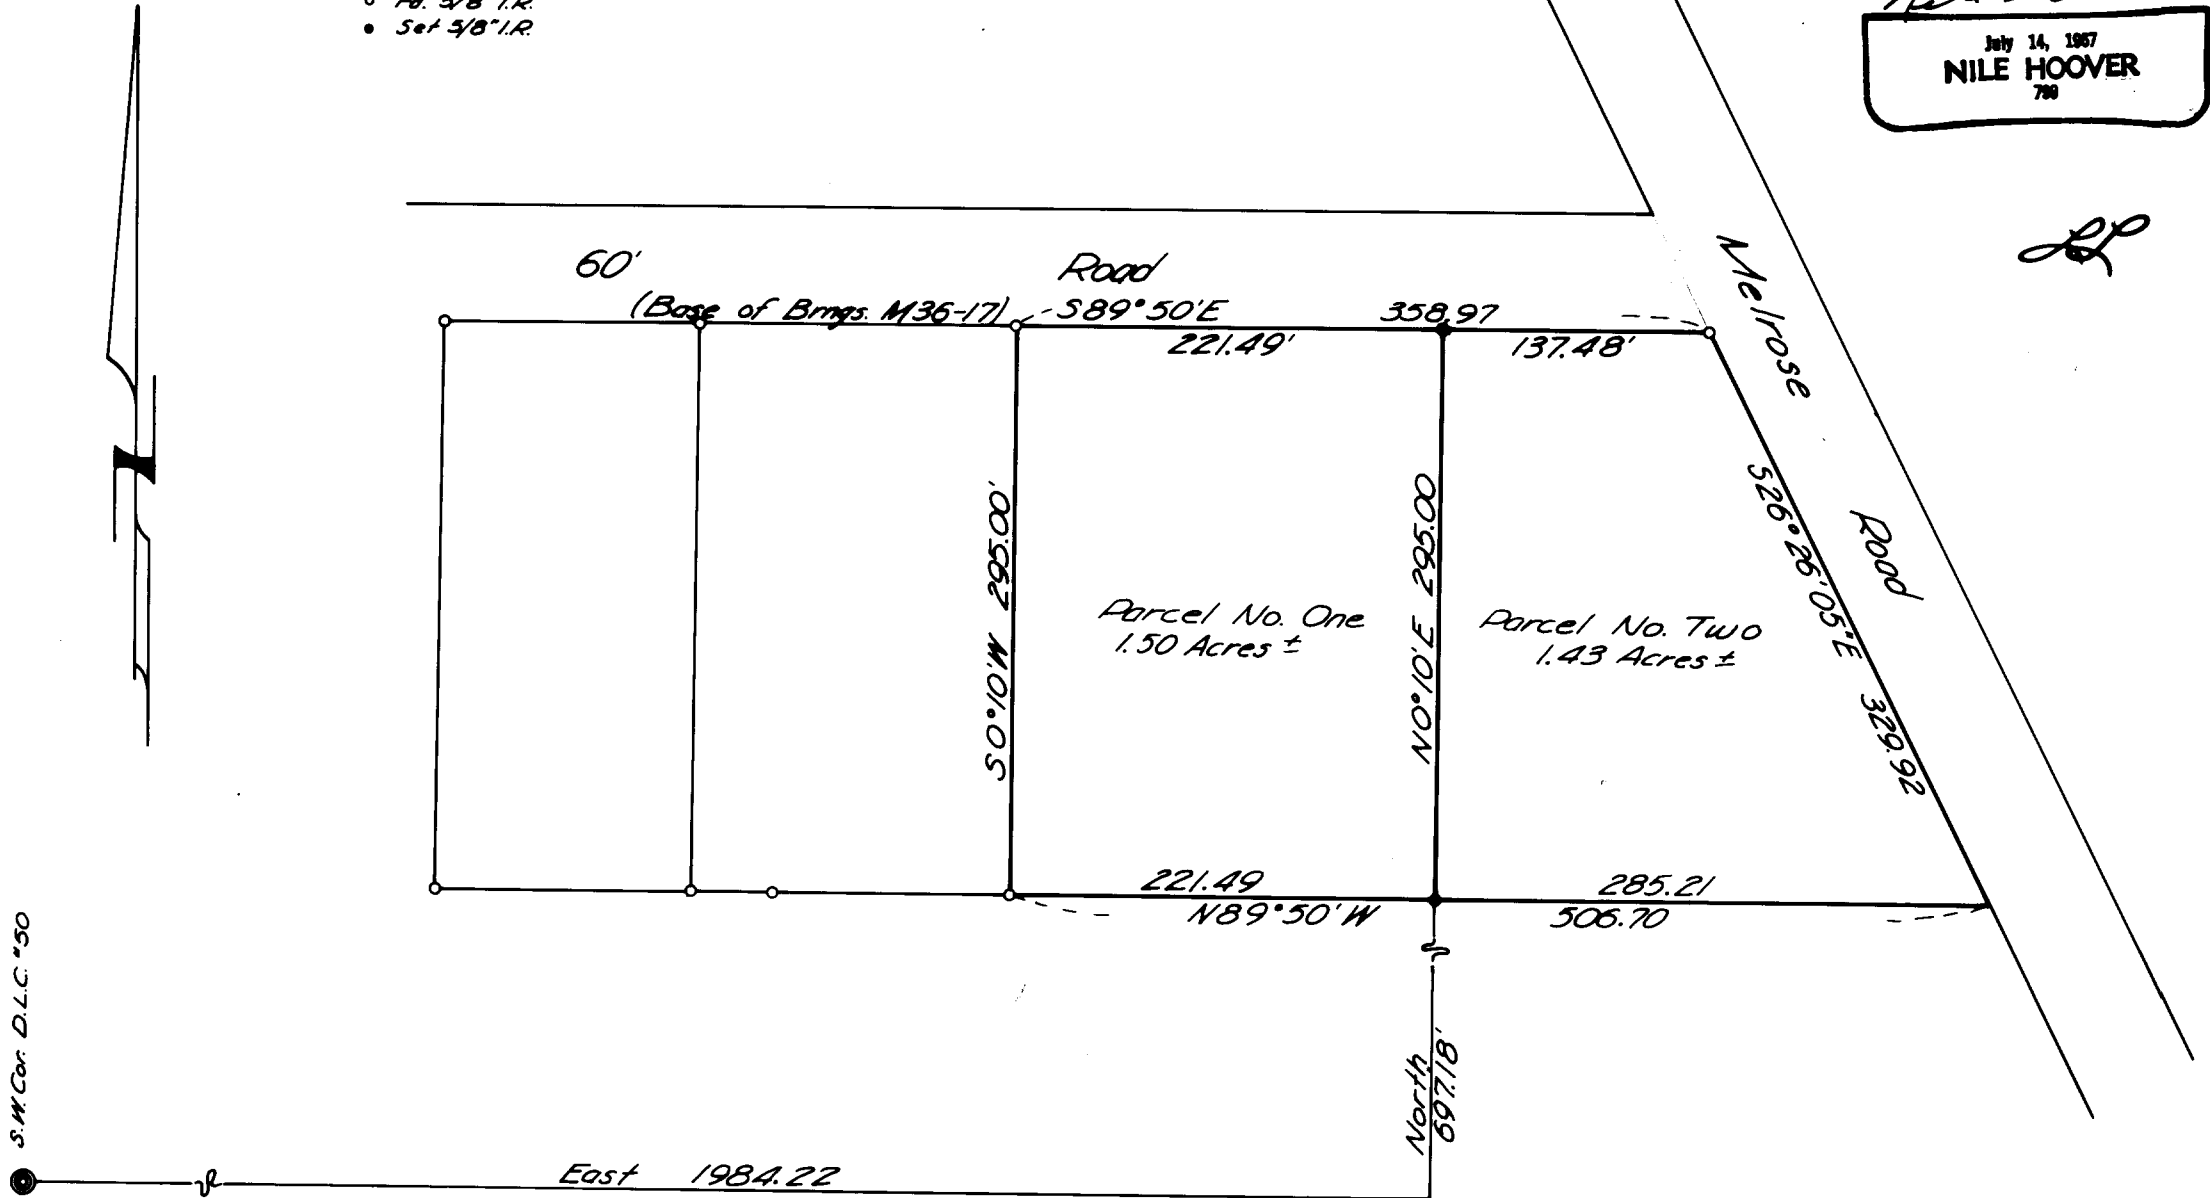 Set 5/8" I.R.
July 14, 1967
NILE HOOVER
60'
Road
(Base of Brngs. M36-17)
S89°50'E
358.97
221.49'
137.48'
Melrose
Road
S0°10'W 295.00'
N0°10'E 295.00
S26°26'05"E 329.92
Parcel No. One
1.50 Acres ±
Parcel No. Two
1.43 Acres ±
221.49
285.21
N89°50'W
506.70
North
697.18'
S.W. Cor. D.L.C. #50
East 1984.22